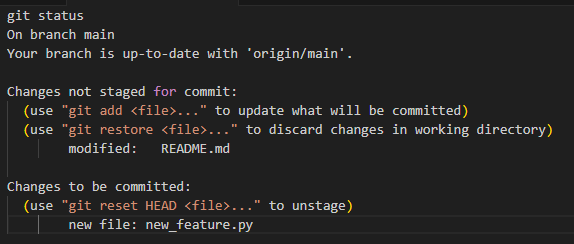 git status
On branch main
Your branch is up-to-date with 'origin/main'.

Changes not staged for commit:
  (use "git add <file>..." to update what will be committed)
  (use "git restore <file>..." to discard changes in working directory)
        modified:   README.md

Changes to be committed:
  (use "git reset HEAD <file>..." to unstage)
        new file: new_feature.py